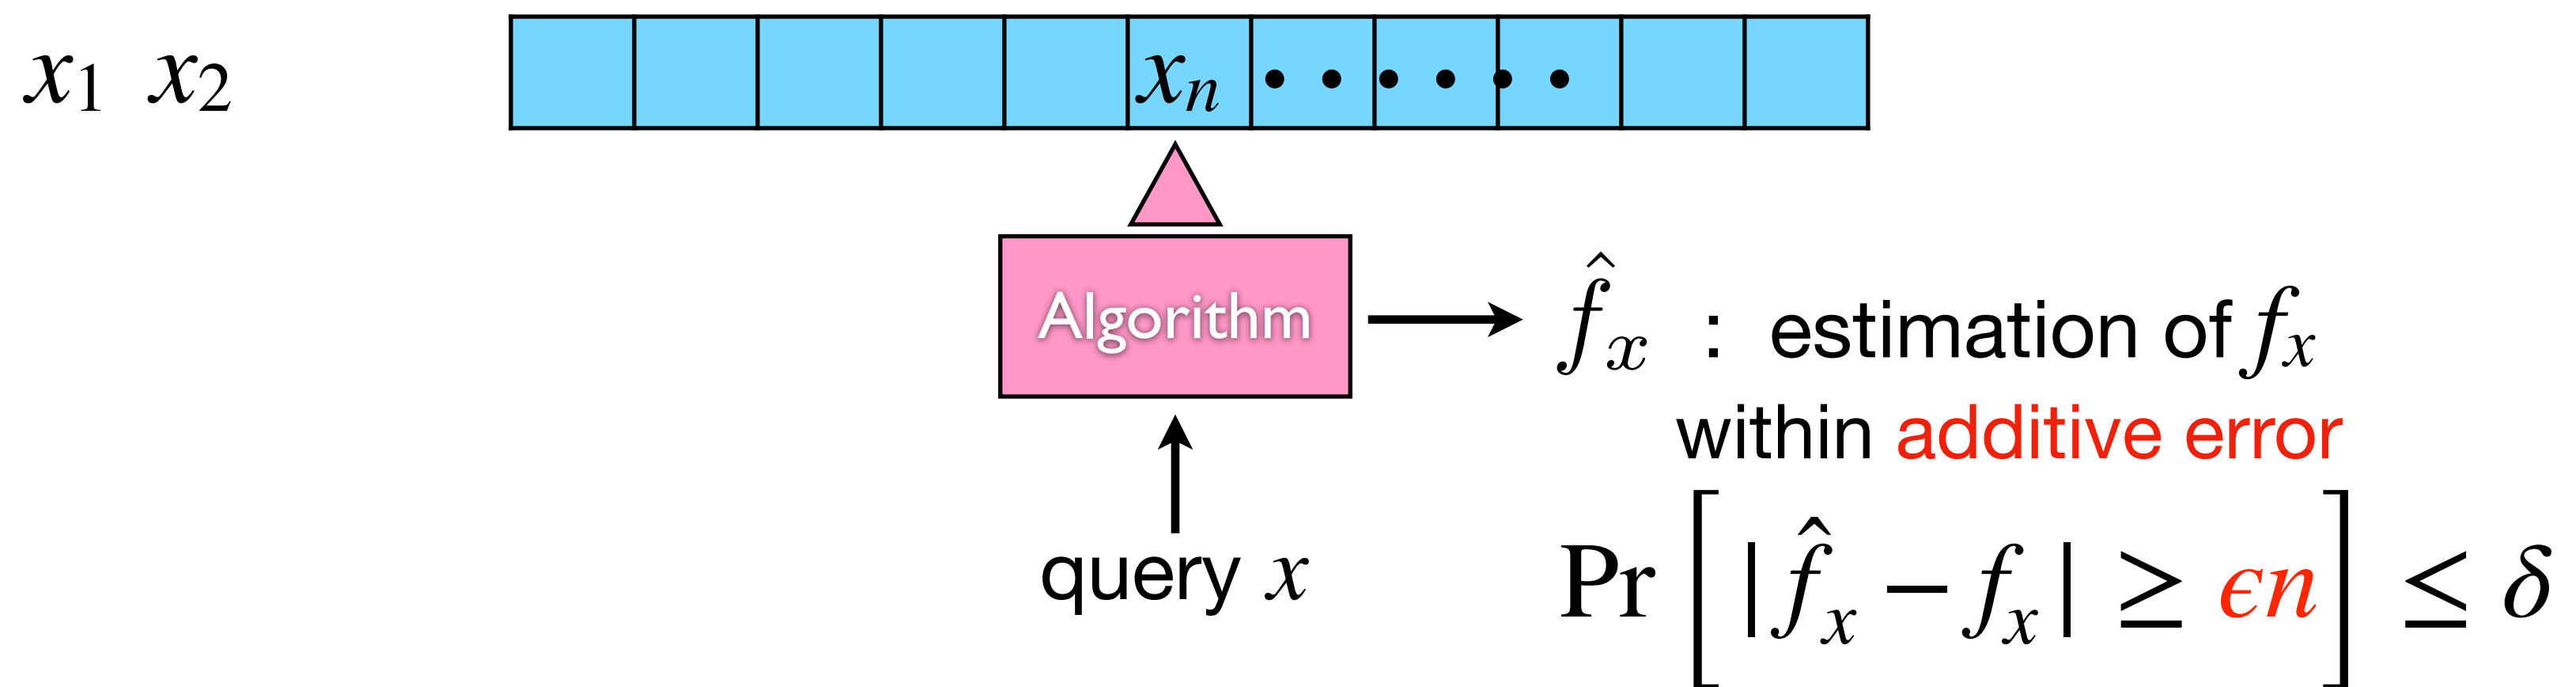 x₁ x₂ xₙ ······
Algorithm
f̂ₓ : estimation of fₓ
within additive error
query x
Pr [ | f̂ₓ − fₓ | ≥ ϵn ] ≤ δ